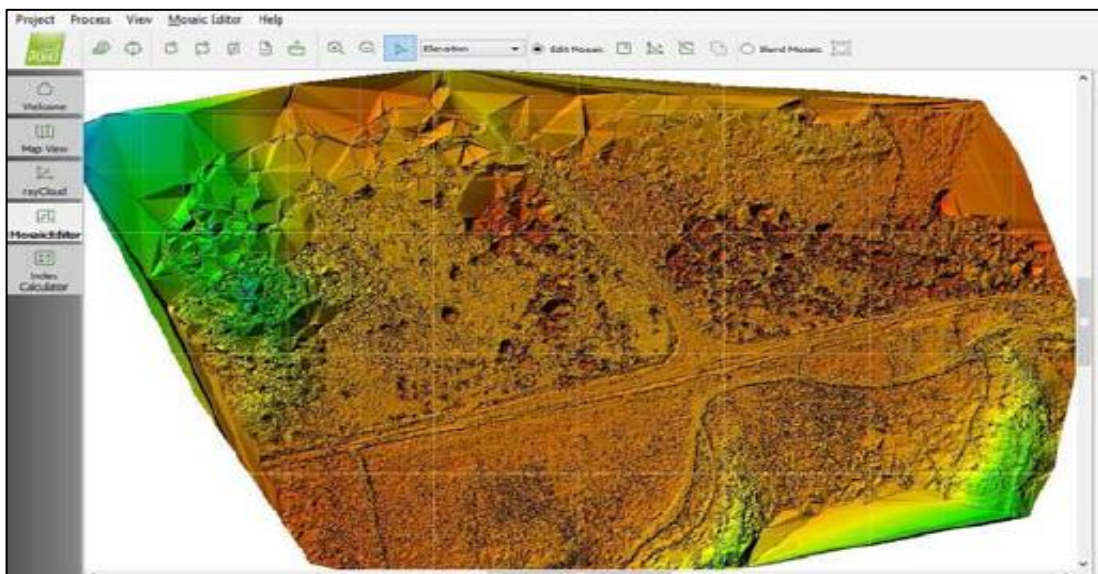 Project Process View Mosaic Editor Help
Elevation Edit Mosaic Blend Mosaic
Welcome
Map View
rayCloud
Mosaic Editor
Index
Calculator